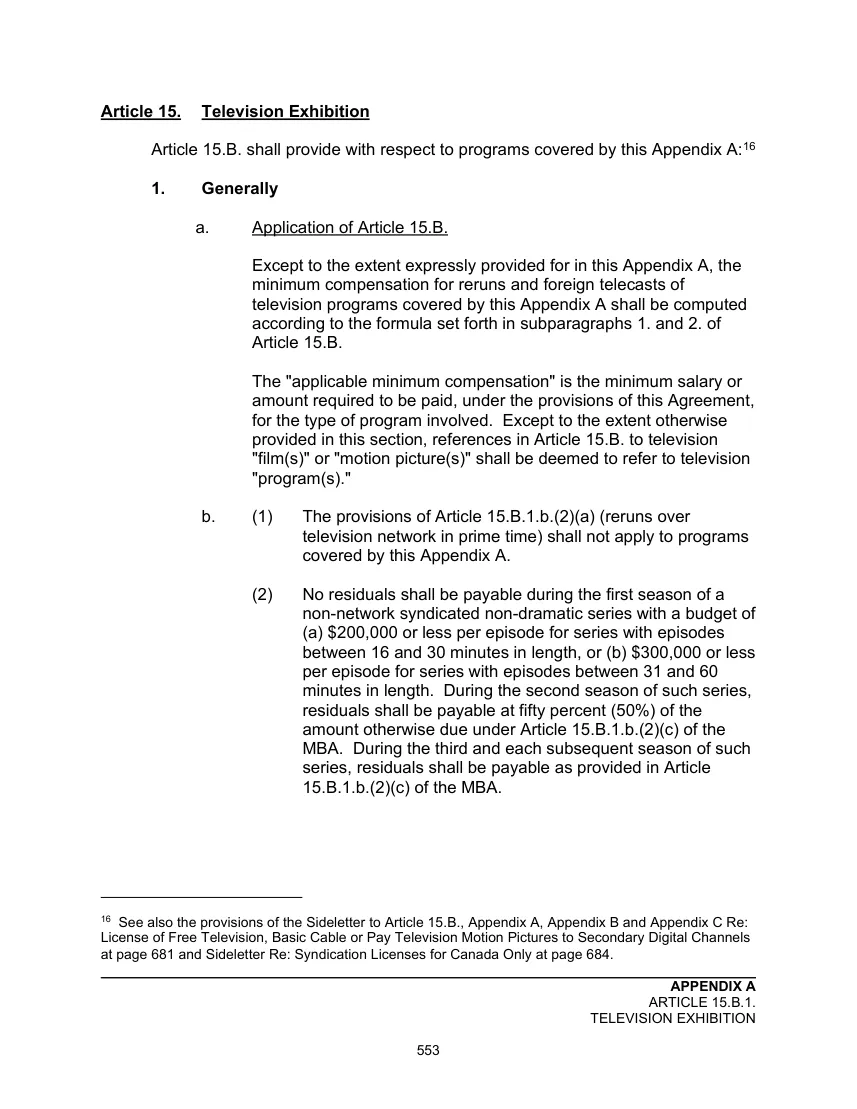 Article 15. Television Exhibition
Article 15.B. shall provide with respect to programs covered by this Appendix A:16
1. Generally
a. Application of Article 15.B.
Except to the extent expressly provided for in this Appendix A, the
minimum compensation for reruns and foreign telecasts of
television programs covered by this Appendix A shall be computed
according to the formula set forth in subparagraphs 1. and 2. of
Article 15.B.
The "applicable minimum compensation" is the minimum salary or
amount required to be paid, under the provisions of this Agreement,
for the type of program involved. Except to the extent otherwise
provided in this section, references in Article 15.B. to television
"film(s)" or "motion picture(s)" shall be deemed to refer to television
"program(s)."
b. (1) The provisions of Article 15.B.1.b.(2)(a) (reruns over
television network in prime time) shall not apply to programs
covered by this Appendix A.
(2) No residuals shall be payable during the first season of a
non-network syndicated non-dramatic series with a budget of
(a) $200,000 or less per episode for series with episodes
between 16 and 30 minutes in length, or (b) $300,000 or less
per episode for series with episodes between 31 and 60
minutes in length. During the second season of such series,
residuals shall be payable at fifty percent (50%) of the
amount otherwise due under Article 15.B.1.b.(2)(c) of the
MBA. During the third and each subsequent season of such
series, residuals shall be payable as provided in Article
15.B.1.b.(2)(c) of the MBA.
16 See also the provisions of the Sideletter to Article 15.B., Appendix A, Appendix B and Appendix C Re:
License of Free Television, Basic Cable or Pay Television Motion Pictures to Secondary Digital Channels
at page 681 and Sideletter Re: Syndication Licenses for Canada Only at page 684.
APPENDIX A
ARTICLE 15.B.1.
TELEVISION EXHIBITION
553